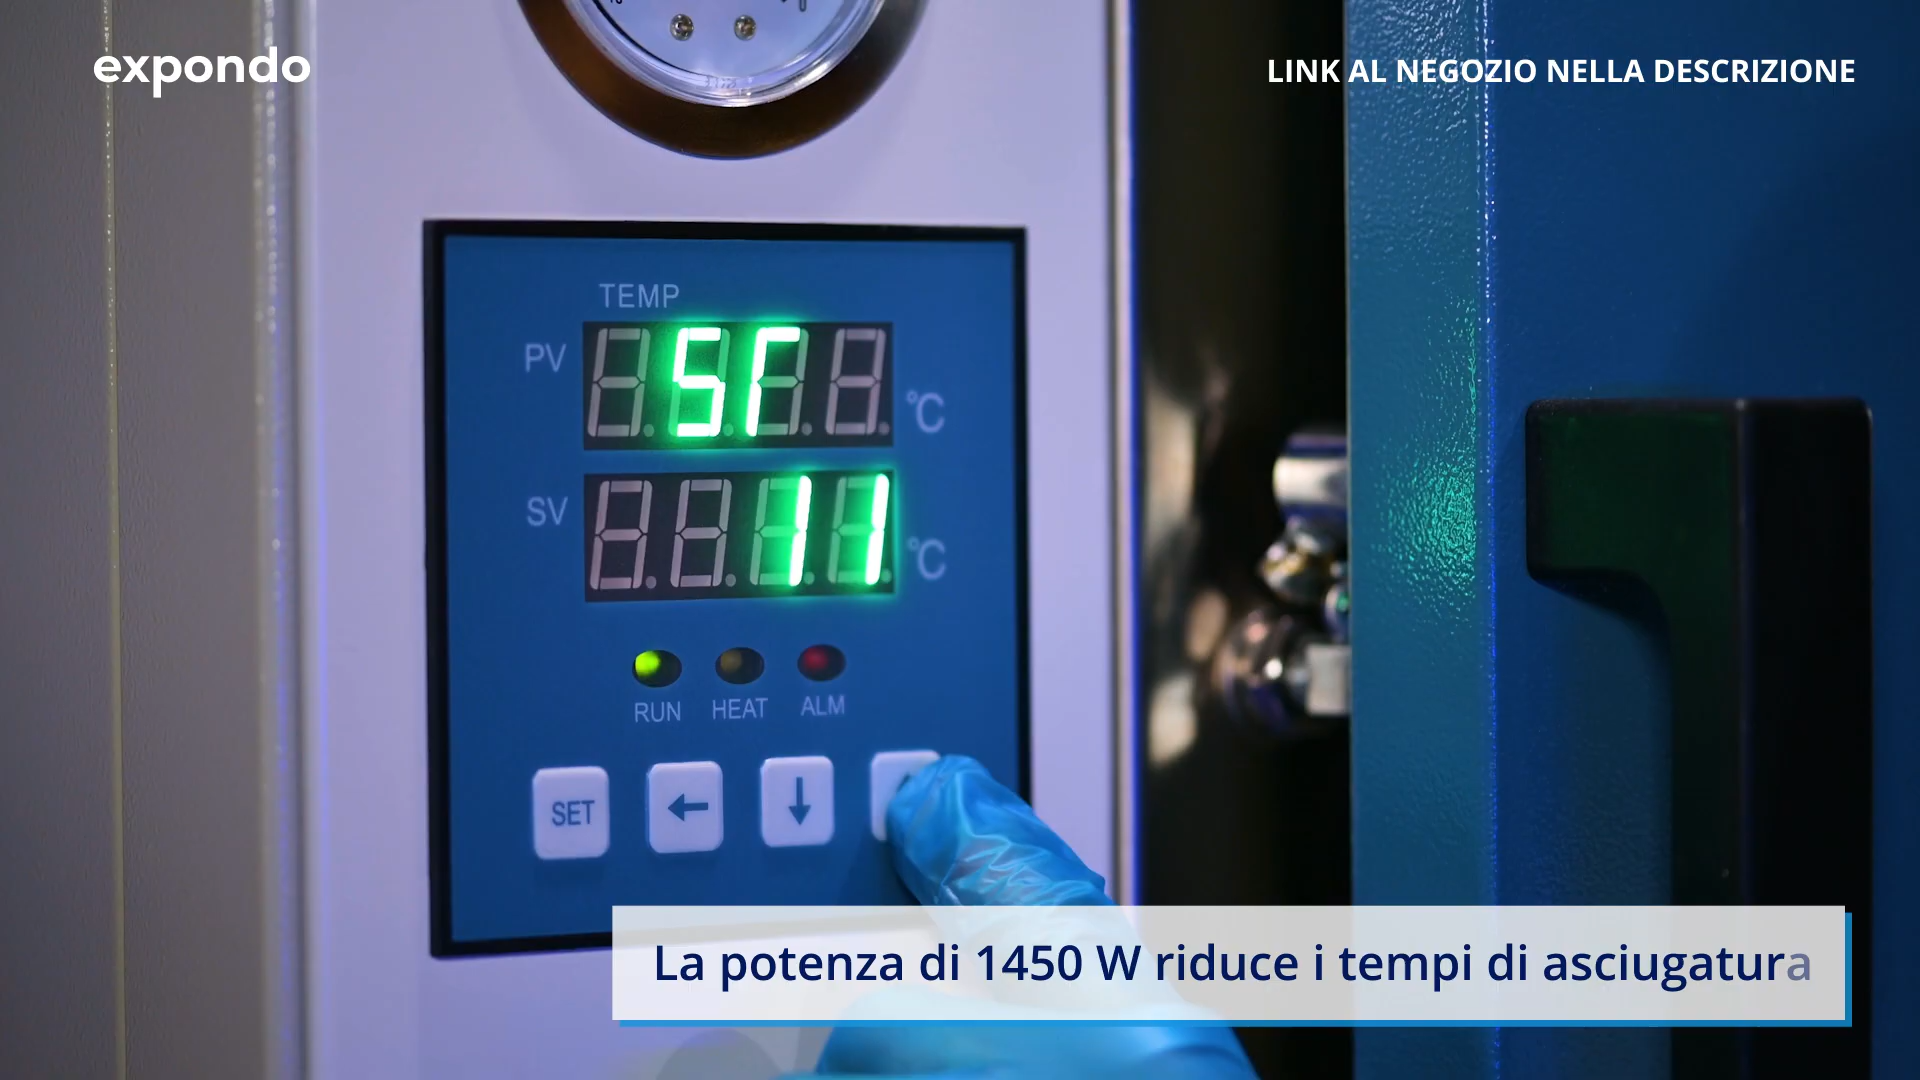 expondo
LINK AL NEGOZIO NELLA DESCRIZIONE
TEMP
PV
°C
SV
11
°C
RUN HEAT ALM
SET ← ↓
La potenza di 1450 W riduce i tempi di asciugatura